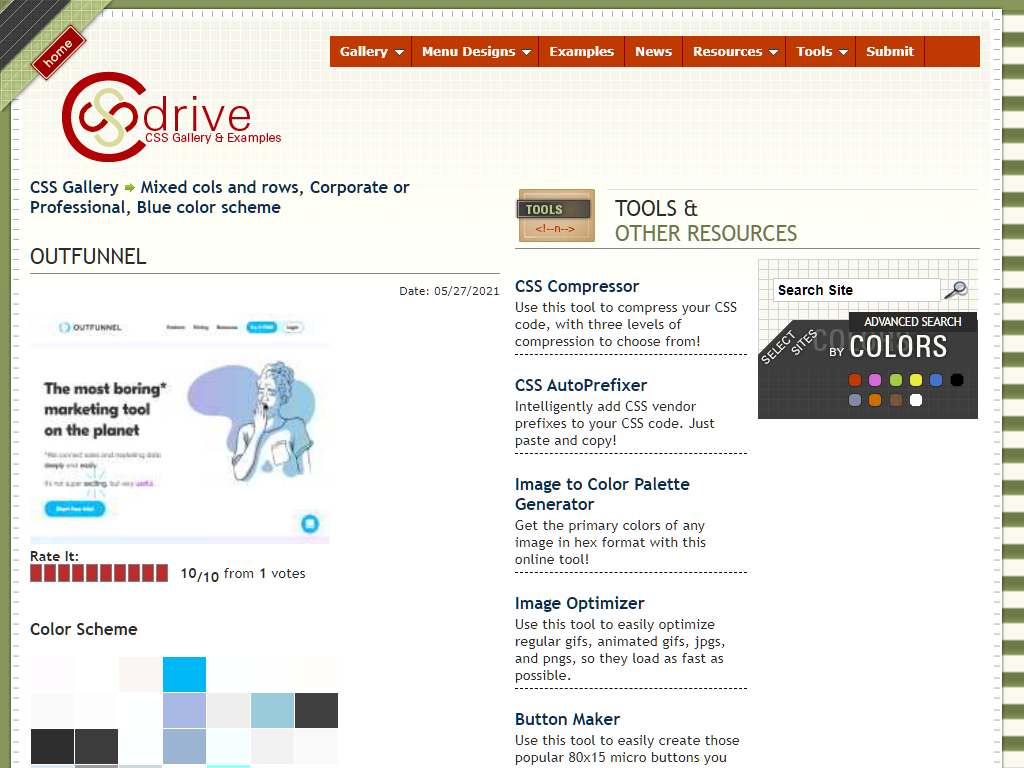 home
Gallery Menu Designs Examples News Resources Tools Submit
CSS drive
CSS Gallery & Examples
CSS Gallery Mixed cols and rows, Corporate or
Professional, Blue color scheme
OUTFUNNEL
Date: 05/27/2021
OUTFUNNEL
Features Pricing Resources Try it FREE Login
The most boring*
marketing tool
on the planet
*We connect sales and marketing data
deeply and easily.
It's not super exciting, but very useful.
Start free trial
Rate It:
10/10 from 1 votes
Color Scheme
TOOLS
<!--n-->
TOOLS &
OTHER RESOURCES
CSS Compressor
Use this tool to compress your CSS
code, with three levels of
compression to choose from!
CSS AutoPrefixer
Intelligently add CSS vendor
prefixes to your CSS code. Just
paste and copy!
Image to Color Palette
Generator
Get the primary colors of any
image in hex format with this
online tool!
Image Optimizer
Use this tool to easily optimize
regular gifs, animated gifs, jpgs,
and pngs, so they load as fast as
possible.
Button Maker
Use this tool to easily create those
popular 80x15 micro buttons you
Search Site
ADVANCED SEARCH
SELECT
SITES
BY COLORS